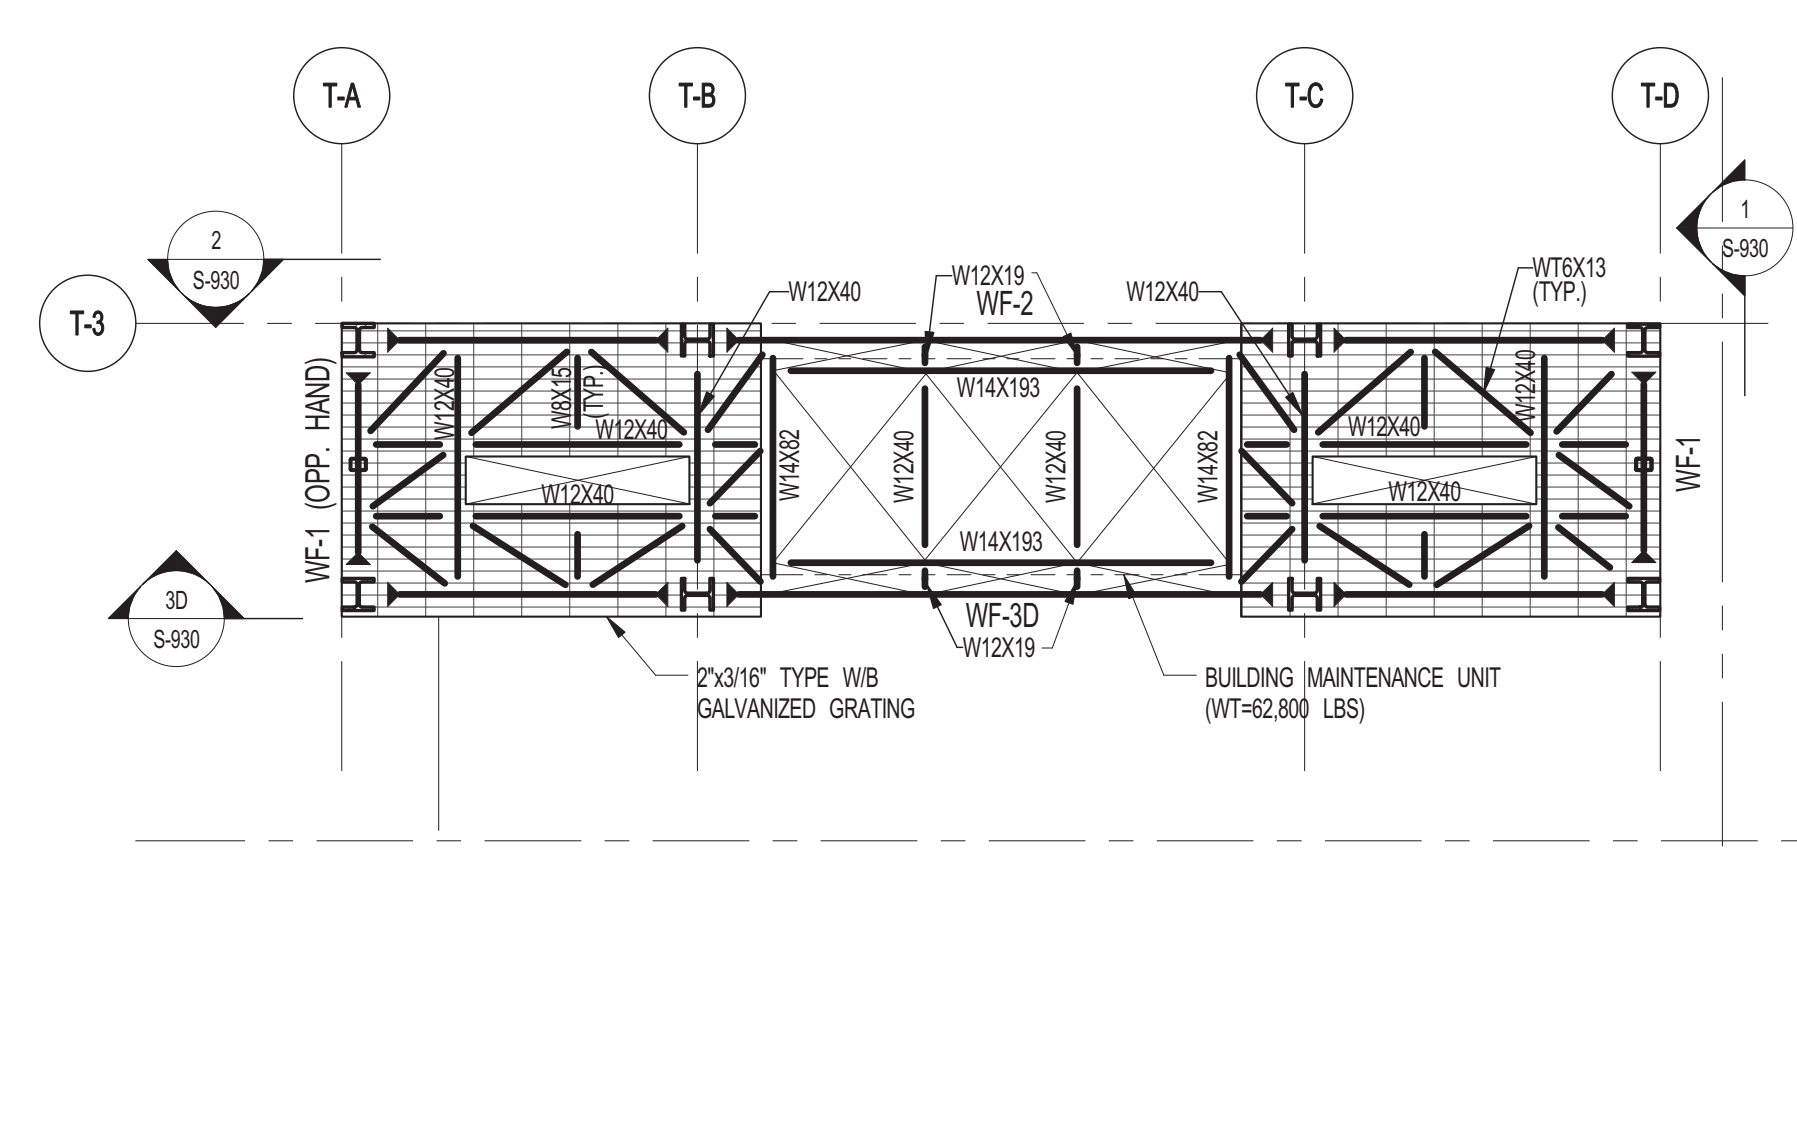 T-A
T-B
T-C
T-D
1
S-930
2
S-930
T-3
W12X19
WF-2
W12X40
W12X40
WT6X13
(TYP.)
WF-1 (OPP. HAND)
W12X40
W8X15
(TYP.)
W12X40
W12X40
W14X193
W14X82
W12X40
W12X40
W14X82
W14X193
W12X40
W12X40
W12X40
WF-1
3D
S-930
WF-3D
W12X19
2"x3/16" TYPE W/B
GALVANIZED GRATING
BUILDING MAINTENANCE UNIT
(WT=62,800 LBS)